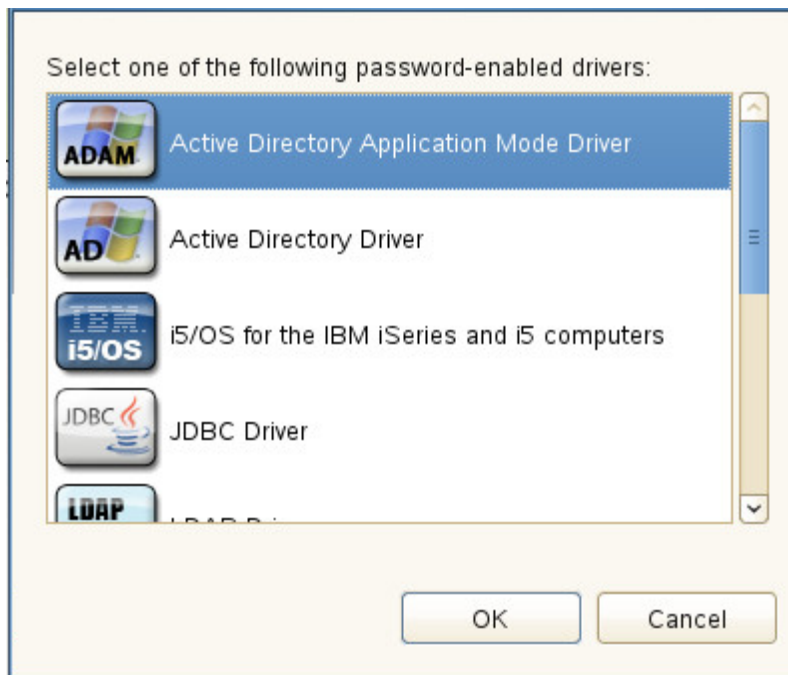 Select one of the following password-enabled drivers:
ADAM
Active Directory Application Mode Driver
AD
Active Directory Driver
IBM.
i5/OS
i5/OS for the IBM iSeries and i5 computers
JDBC
JDBC Driver
LDAP
OK
Cancel